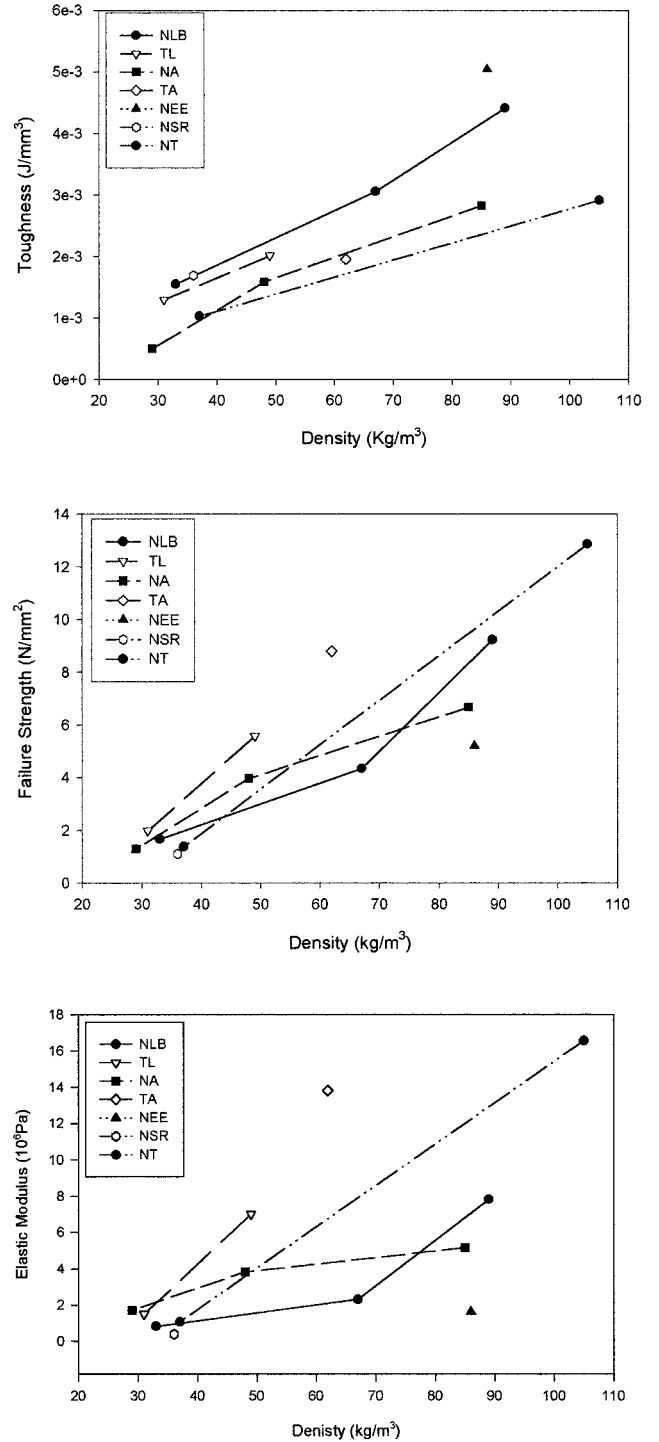 6e-3
5e-3
4e-3
3e-3
2e-3
1e-3
0e+0
Toughness (J/mm³)
NLB
TL
NA
TA
NEE
NSR
NT
20 30 40 50 60 70 80 90 100 110
Density (Kg/m³)
14
12
10
8
6
4
2
0
Failure Strength (N/mm²)
NLB
TL
NA
TA
NEE
NSR
NT
20 30 40 50 60 70 80 90 100 110
Density (kg/m³)
18
16
14
12
10
8
6
4
2
0
Elastic Modulus (10⁶Pa)
NLB
TL
NA
TA
NEE
NSR
NT
20 30 40 50 60 70 80 90 100 110
Denisty (kg/m³)